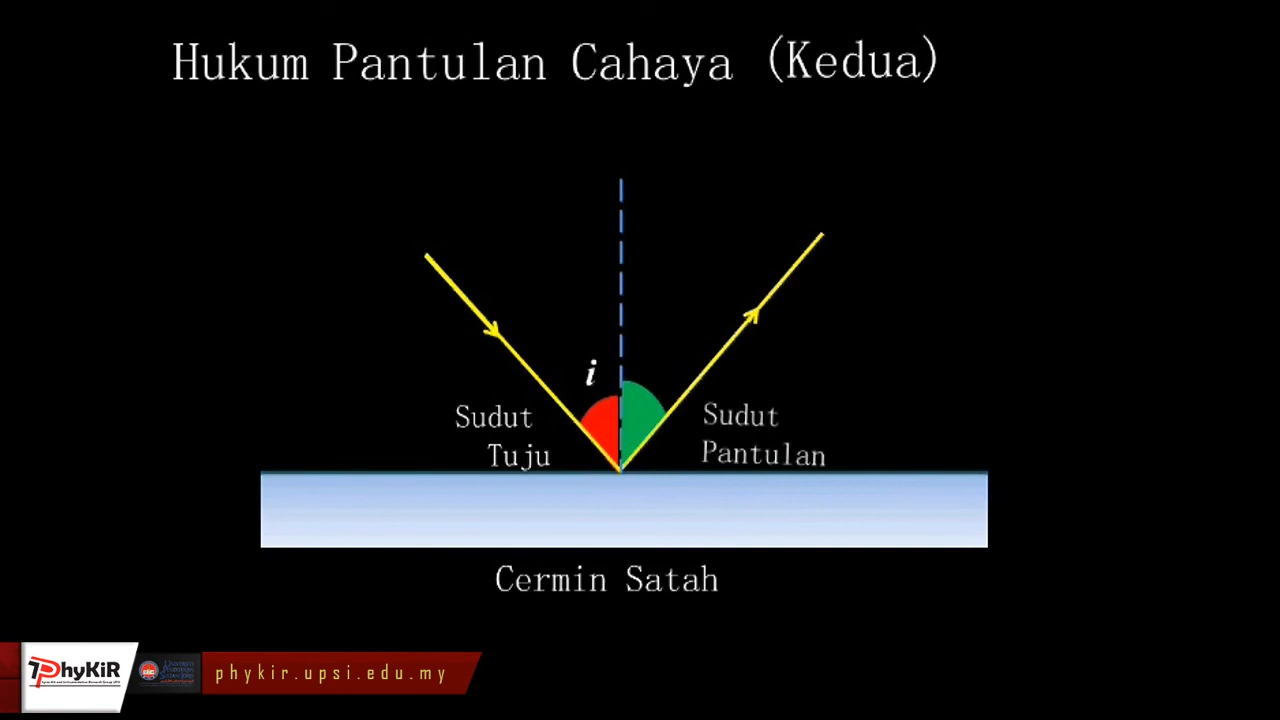 Hukum Pantulan Cahaya (Kedua)
i
Sudut
Tuju
Sudut
Pantulan
Cermin Satah
PhyKiR
phykir.upsi.edu.my